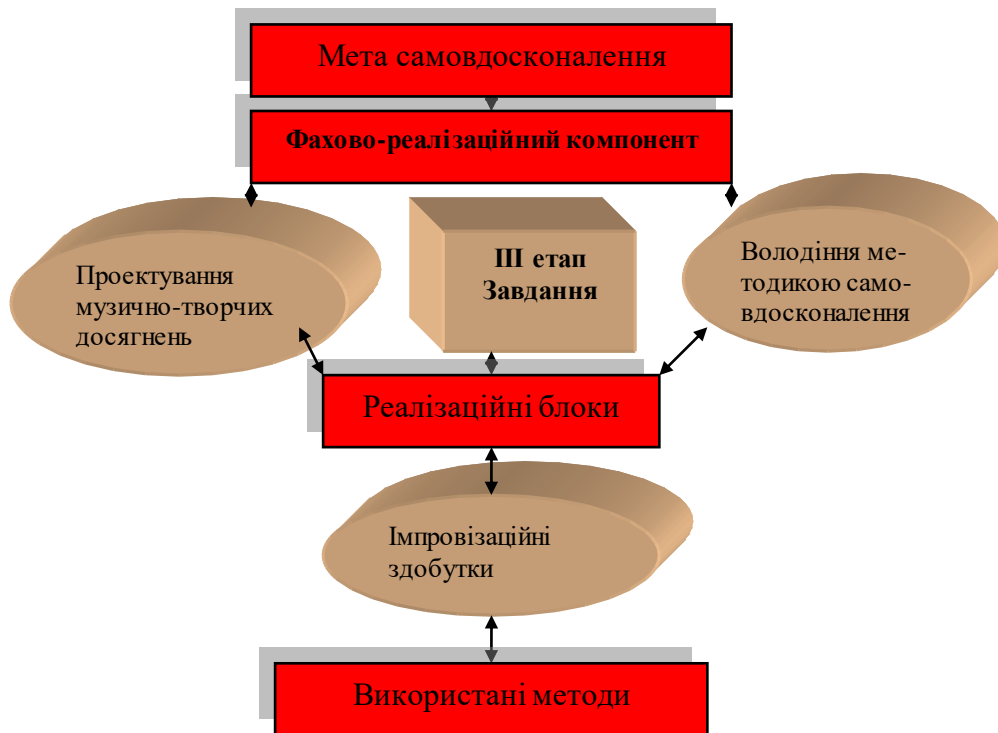 Мета самовдосконалення
Фахово-реалізаційний компонент
Проектування
музично-творчих
досягнень
ІІІ етап
Завдання
Володіння ме-
тодикою само-
вдосконалення
Реалізаційні блоки
Імпровізаційні
здобутки
Використані методи